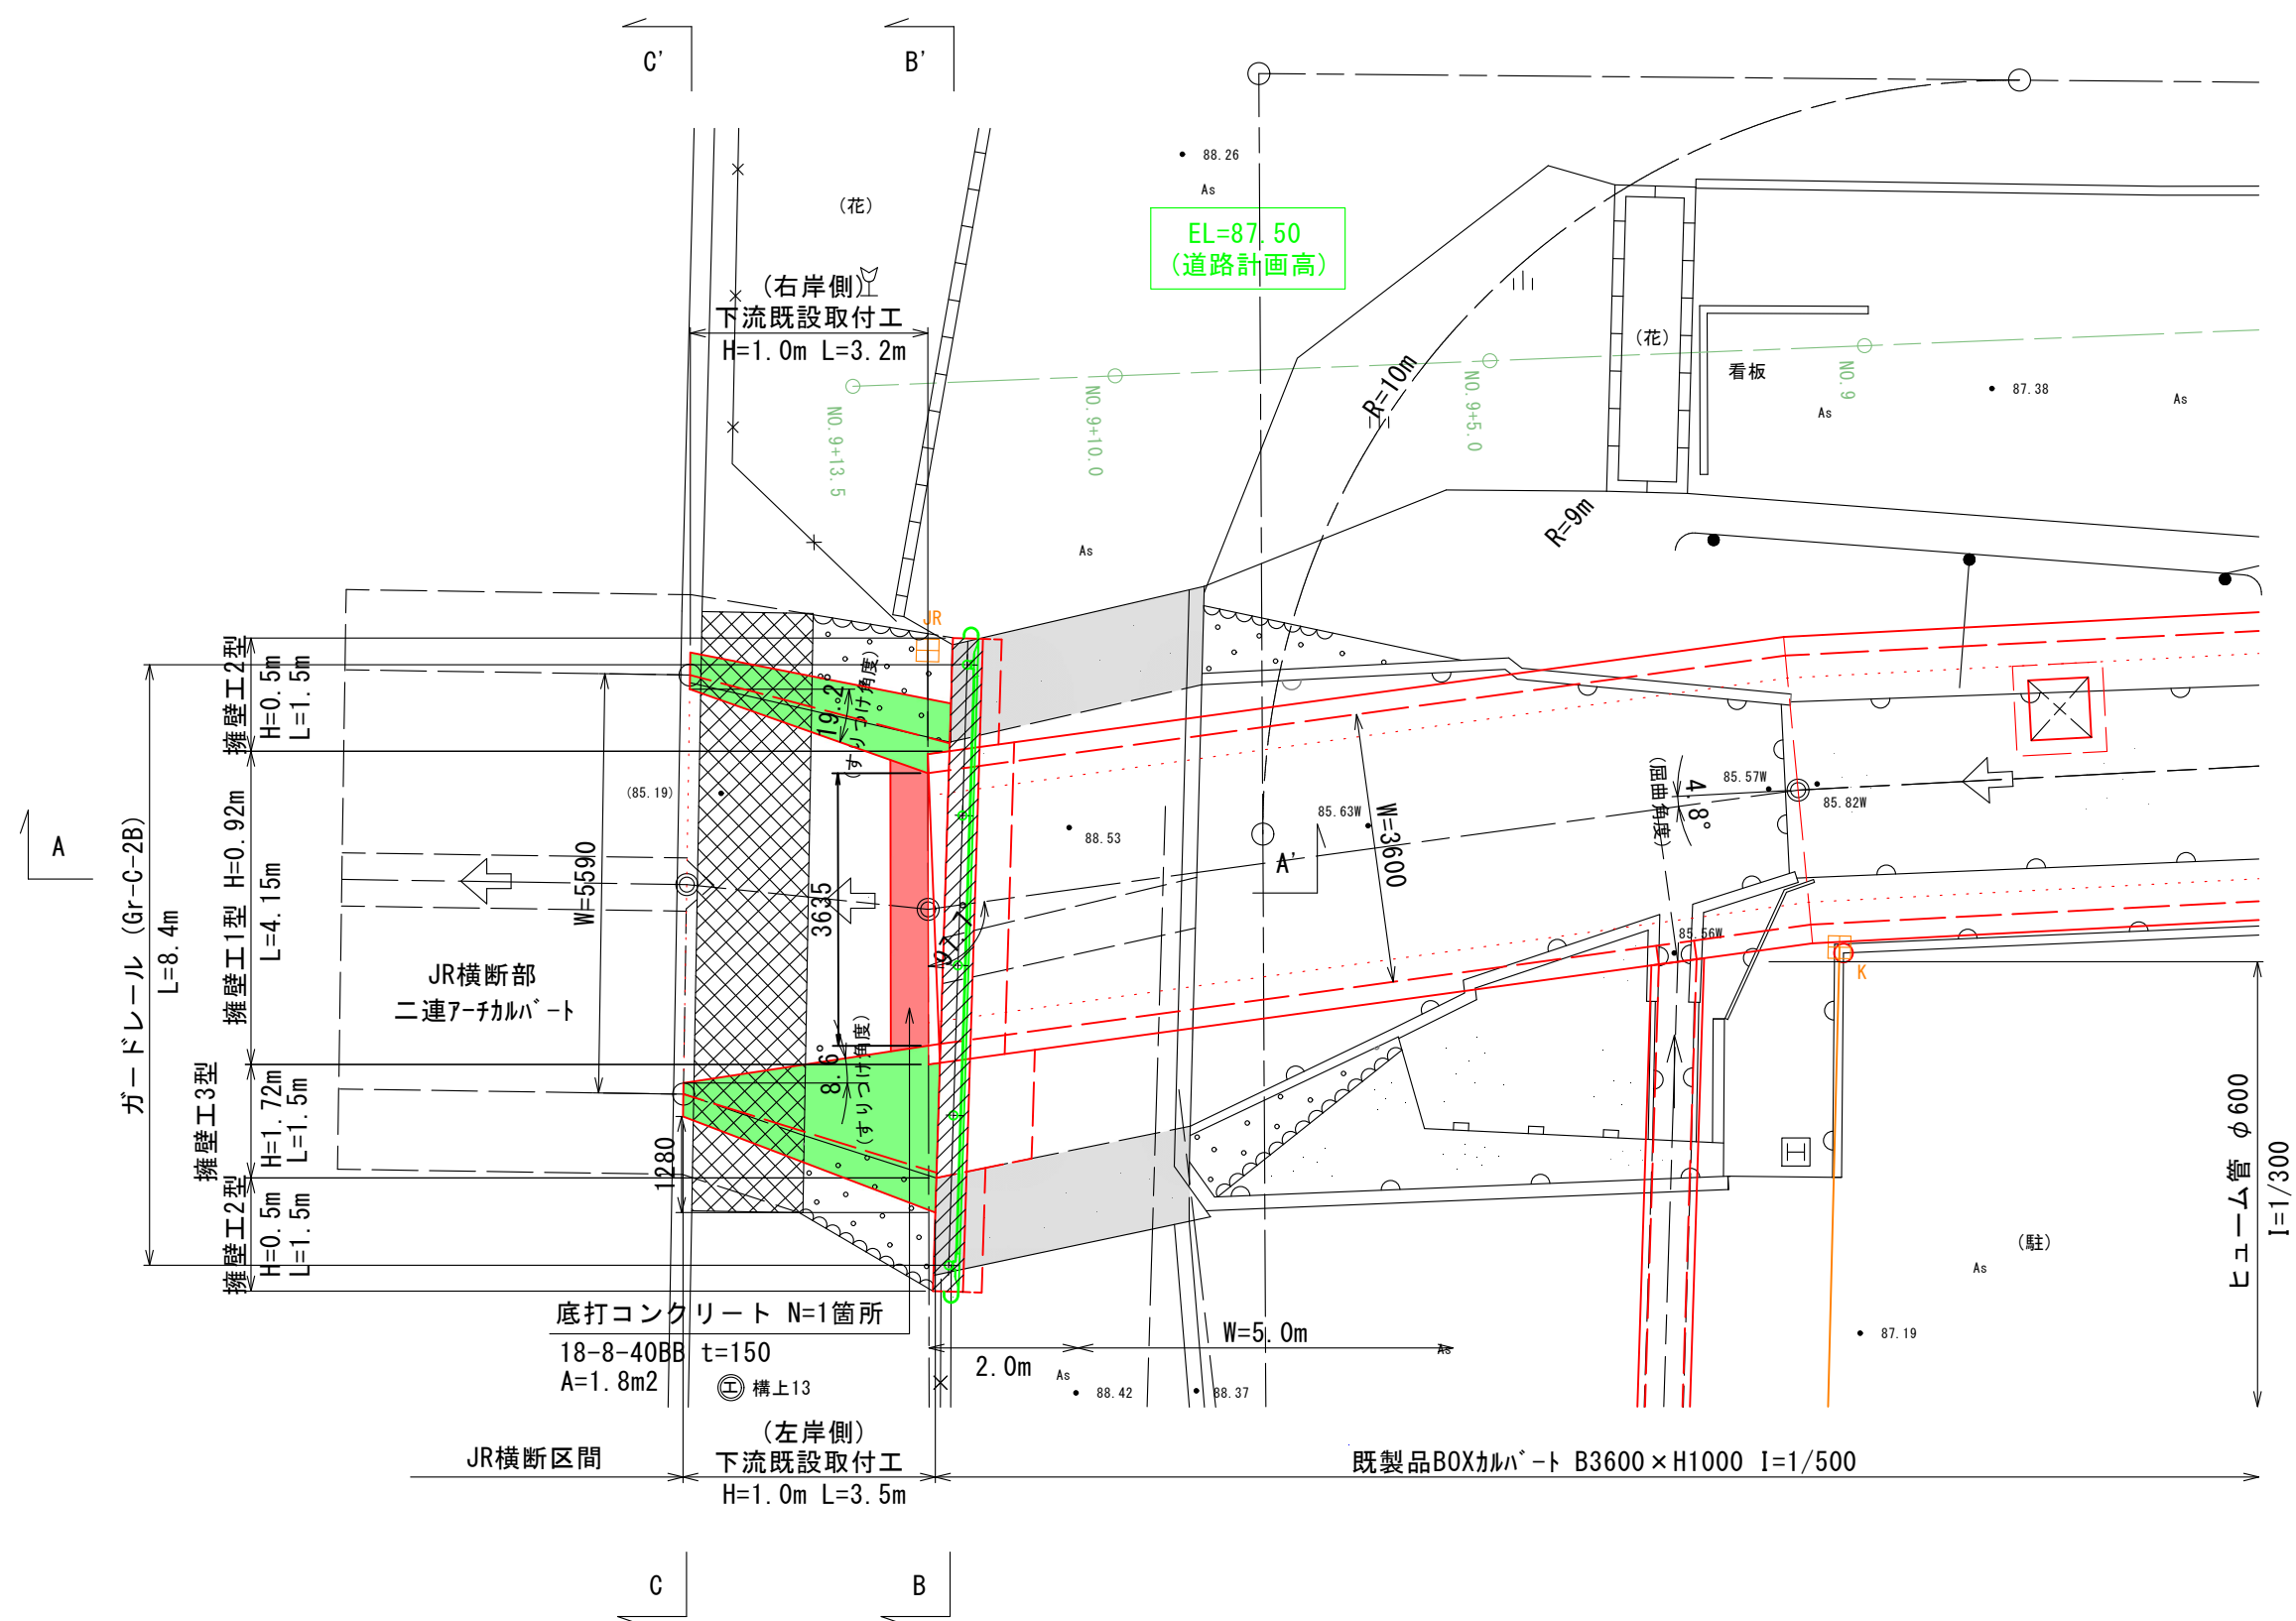 C'
B'
88.26
As
(花)
EL=87.50
(道路計画高)
(右岸側)
下流既設取付工
H=1.0m L=3.2m
(花)
看板
87.38
As
As
R=10m
R=9m
NO.9+13.5
NO.9+10.0
NO.9+5.0
NO.9
As
JR
擁壁工2型
H=0.5m
L=1.5m
擁壁工1型 H=0.92m
L=4.15m
擁壁工3型
H=1.72m
L=1.5m
擁壁工2型
H=0.5m
L=1.5m
ガードレール (Gr-C-2B)
L=8.4m
A
A'
(85.19)
W=5590
3635
19.2
(すりつけ角度)
8.6°
(すりつけ角度)
1280
88.53
85.63W
W=3600
(屈曲角度)
4.8°
85.57W
85.82W
85.56W
K
JR横断部
二連アーチカルバート
ヒューム管 φ600
I=1/300
(駐)
As
87.19
底打コンクリート N=1箇所
18-8-40BB t=150
A=1.8m2
構上13
W=5.0m
2.0m
As
As
88.42
88.37
(左岸側)
下流既設取付工
H=1.0m L=3.5m
JR横断区間
既製品BOXカルバート B3600×H1000 I=1/500
C
B